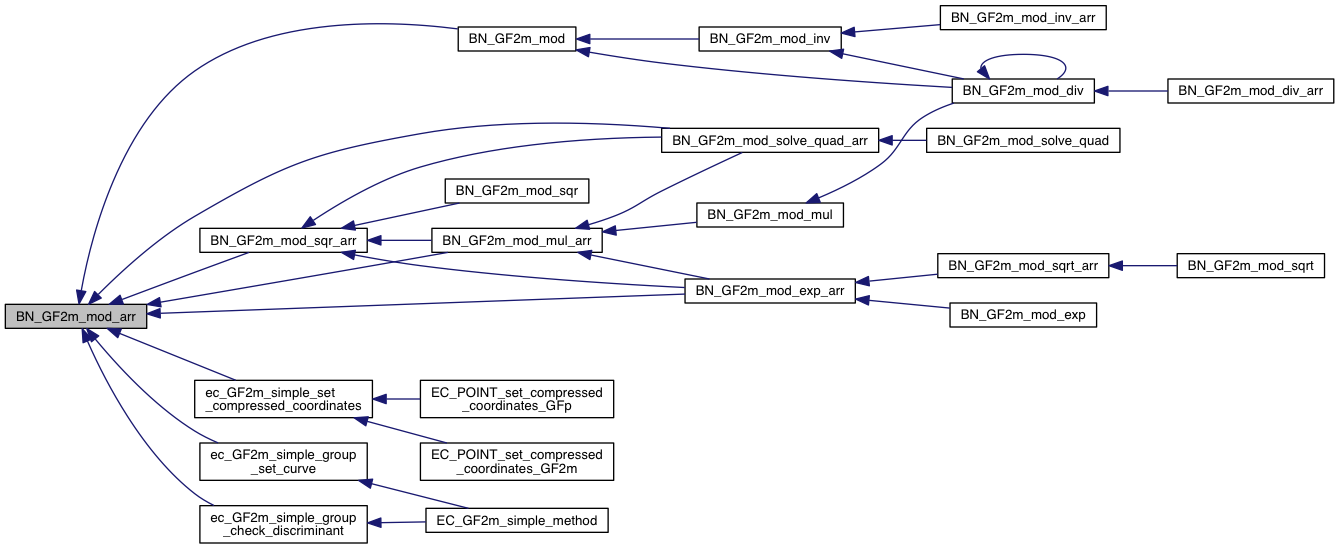 BN_GF2m_mod_inv_arr
BN_GF2m_mod
BN_GF2m_mod_inv
BN_GF2m_mod_div
BN_GF2m_mod_div_arr
BN_GF2m_mod_solve_quad_arr
BN_GF2m_mod_solve_quad
BN_GF2m_mod_sqr
BN_GF2m_mod_mul
BN_GF2m_mod_sqr_arr
BN_GF2m_mod_mul_arr
BN_GF2m_mod_sqrt_arr
BN_GF2m_mod_sqrt
BN_GF2m_mod_exp_arr
BN_GF2m_mod_arr
BN_GF2m_mod_exp
ec_GF2m_simple_set
_compressed_coordinates
EC_POINT_set_compressed
_coordinates_GFp
ec_GF2m_simple_group
_set_curve
EC_POINT_set_compressed
_coordinates_GF2m
ec_GF2m_simple_group
_check_discriminant
EC_GF2m_simple_method